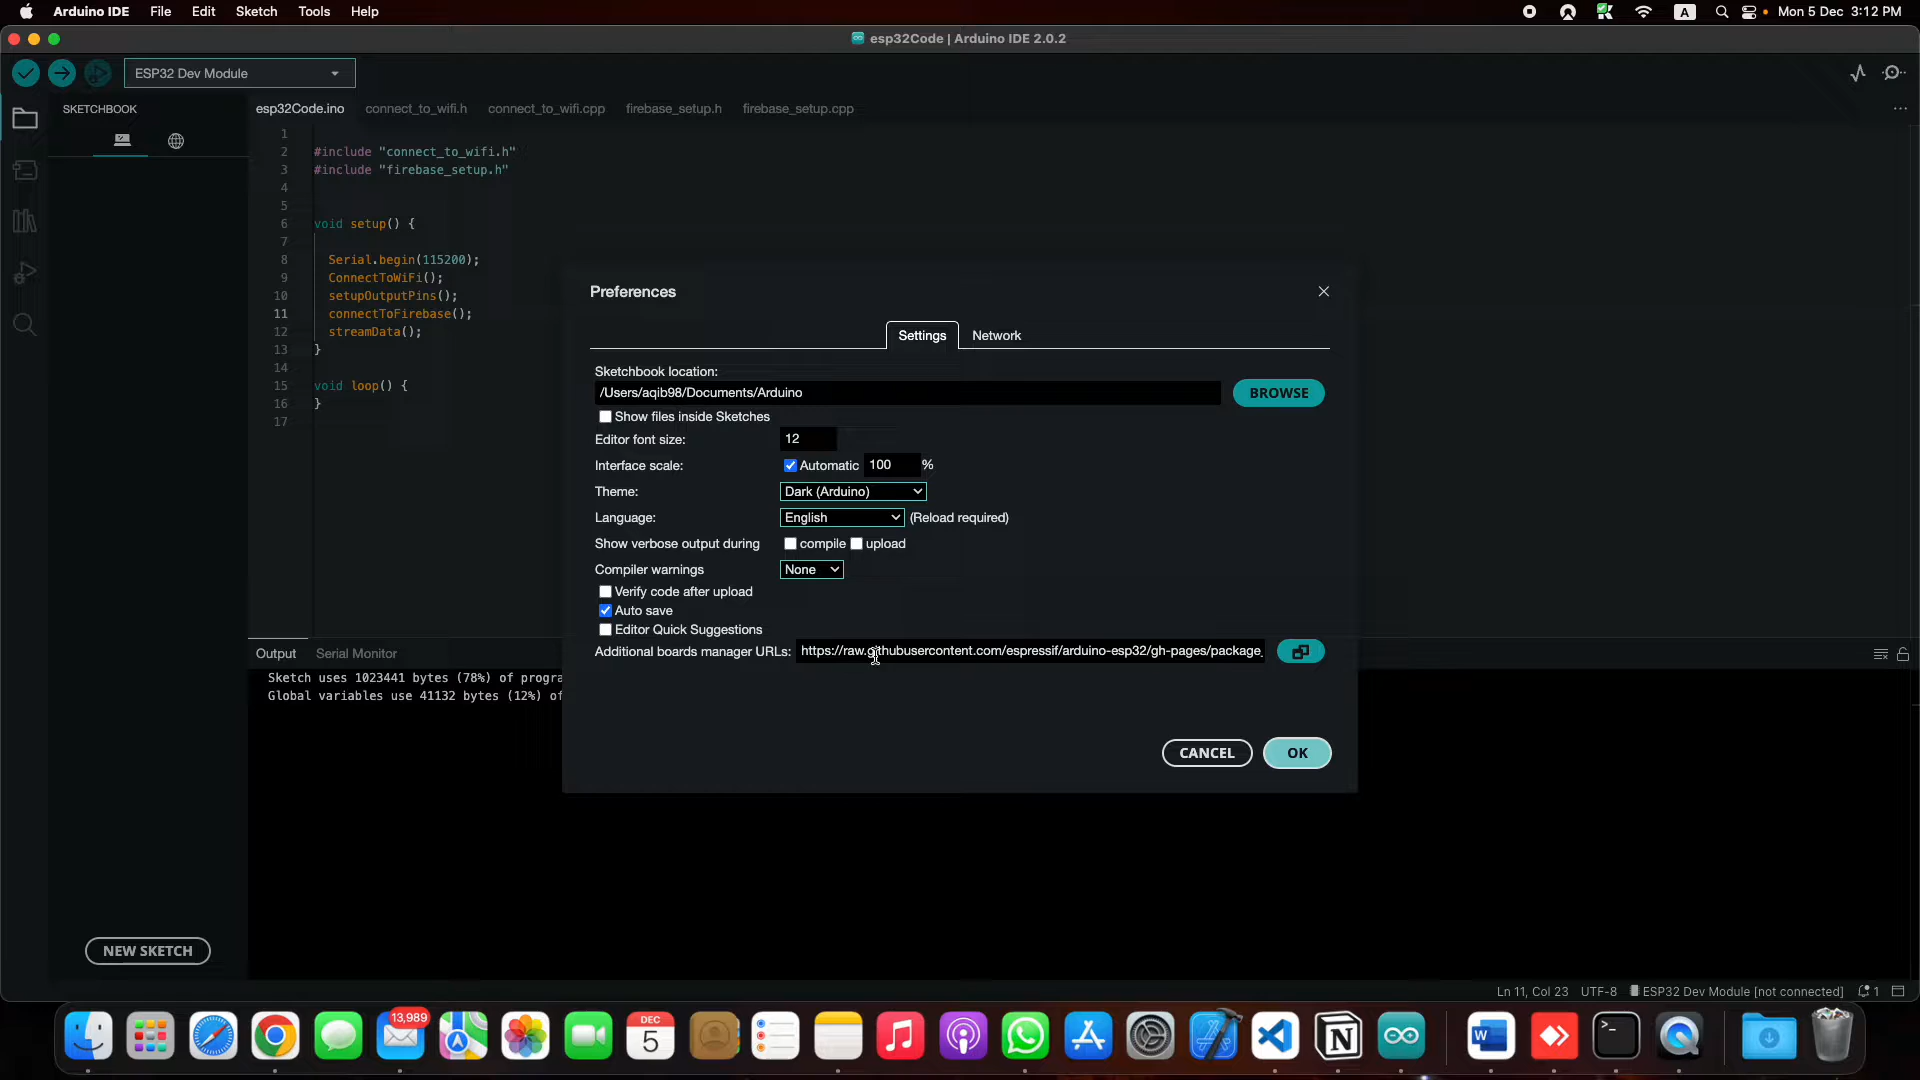 Arduino IDE File Edit Sketch Tools Help
A Mon 5 Dec 3:12 PM
esp32Code | Arduino IDE 2.0.2
ESP32 Dev Module
SKETCHBOOK
esp32Code.ino connect_to_wifi.h connect_to_wifi.cpp firebase_setup.h firebase_setup.cpp
1
2 #include "connect_to_wifi.h"
3 #include "firebase_setup.h"
4
5
6 void setup() {
7
8 Serial.begin(115200);
9 ConnectToWiFi();
10 setupOutputPins();
11 connectToFirebase();
12 streamData();
13 }
14
15 void loop() {
16 }
17
Preferences
Settings Network
Sketchbook location:
/Users/aqib98/Documents/Arduino BROWSE
Show files inside Sketches
Editor font size: 12
Interface scale: Automatic 100 %
Theme: Dark (Arduino)
Language: English (Reload required)
Show verbose output during compile upload
Compiler warnings None
Verify code after upload
Auto save
Editor Quick Suggestions
Additional boards manager URLs: https://raw.githubusercontent.com/espressif/arduino-esp32/gh-pages/package_
CANCEL OK
Output Serial Monitor
Sketch uses 1023441 bytes (78%) of progra
Global variables use 41132 bytes (12%) of
NEW SKETCH
Ln 11, Col 23 UTF-8 ESP32 Dev Module [not connected] 1
13,989
DEC
5